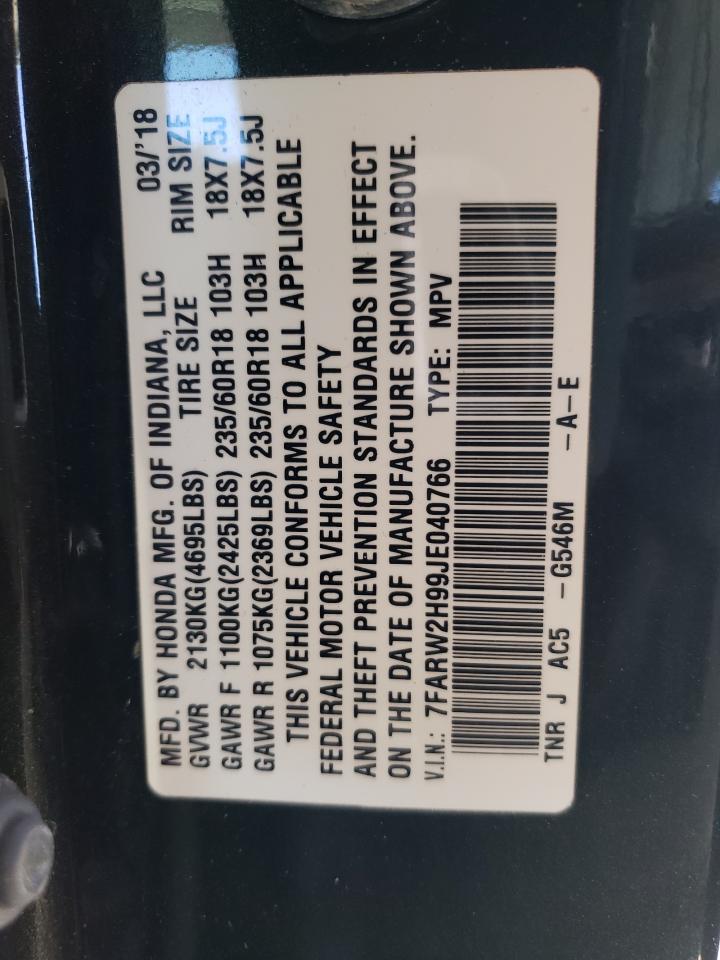 MFD. BY HONDA MFG. OF INDIANA, LLC 03/'18
GVWR 2130KG(4695LBS) TIRE SIZE RIM SIZE
GAWR F 1100KG(2425LBS) 235/60R18 103H 18X7.5J
GAWR R 1075KG(2369LBS) 235/60R18 103H 18X7.5J
THIS VEHICLE CONFORMS TO ALL APPLICABLE
FEDERAL MOTOR VEHICLE SAFETY
AND THEFT PREVENTION STANDARDS IN EFFECT
ON THE DATE OF MANUFACTURE SHOWN ABOVE.
V.I.N.: 7FARW2H99JE040766 TYPE: MPV
TNR J AC5 -G546M -A-E